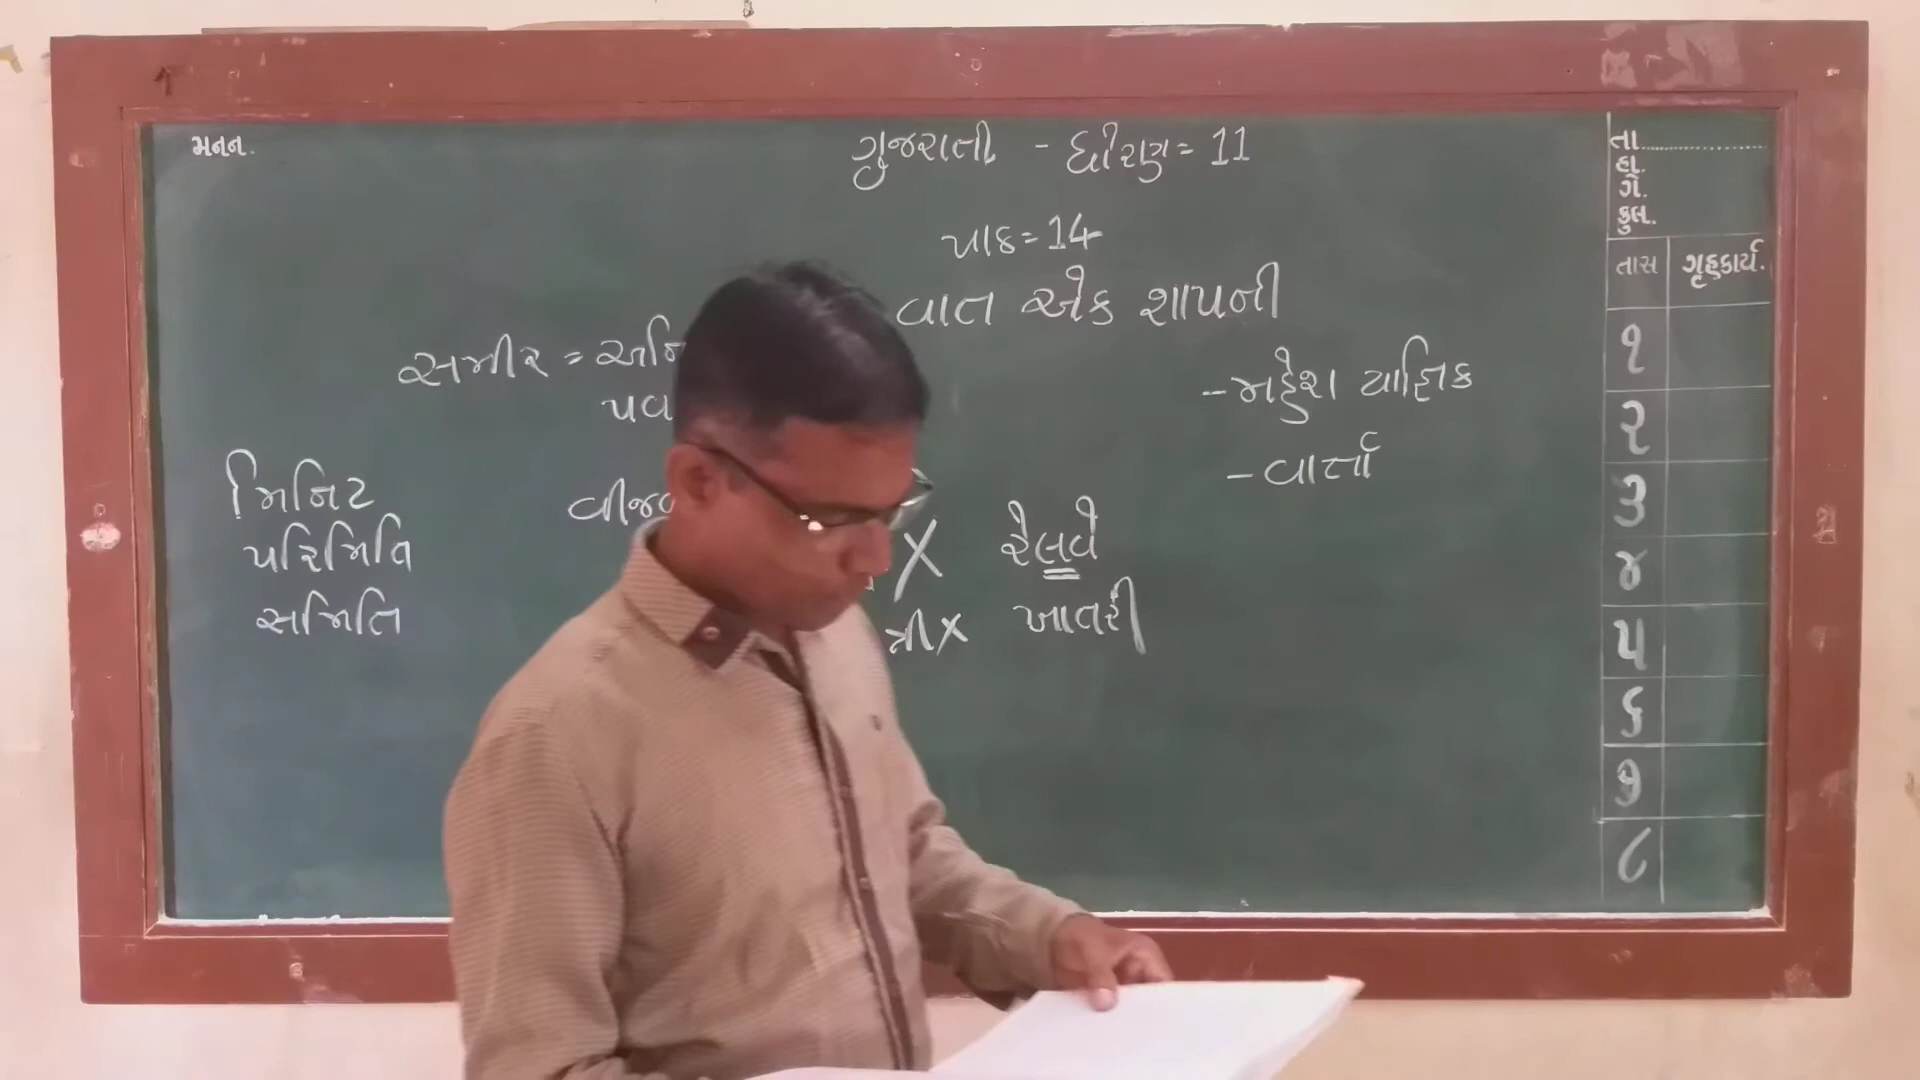 મનન.
ગુજરાતી - ધોરણ = 11
પાઠ = 14
વાત એક શાપની
- મહેશ યાજ્ઞિક
- વાર્તા
સમીર = અનિ
પવ
મિનિટ
પરિમિતિ
સમિતિ
વીજ
X
ત્રી X
રેલવે
ખાતરી
તા..................
હા.
ગે.
કુલ.
તાસ ગૃહકાર્ય.
૧
૨
૩
૪
૫
૬
૭
૮